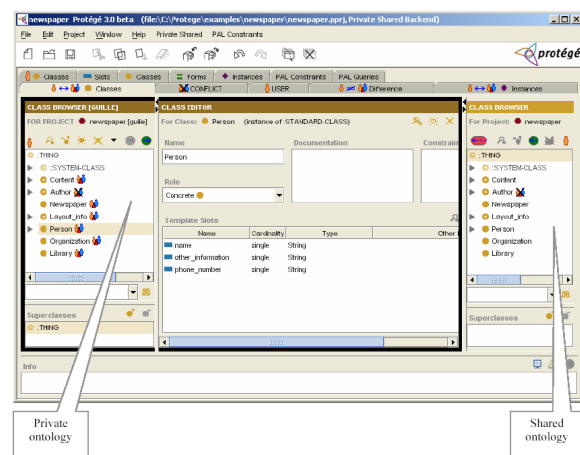 newspaper Protégé 3.0 beta (file:\C:\Protege\examples\newspaper\newspaper.pprj, Private Shared Backend)
File Edit Project Window Help Private Shared PAL Constraints
protégé
Classes Slots Classes Forms Instances PAL Constraints PAL Queries
Classes CONFLICT USER Difference Instances
CLASS BROWSER [GUILLE]
FOR PROJECT newspaper [guille]
:THING
:SYSTEM-CLASS
Content
Author
Newspaper
Layout_info
Person
Organization
Library
Superclasses
:THING
CLASS EDITOR
For Class: Person (instance of :STANDARD-CLASS)
Name Documentation Constrain
Person
Role
Concrete
Template Slots
Name Cardinality Type Other
name single String
other_information single String
phone_number single String
CLASS BROWSER
For Project: newspaper
:THING
:SYSTEM-CLASS
Content
Author
Newspaper
Layout_info
Person
Organization
Library
Superclasses
Info
Private
ontology
Shared
ontology